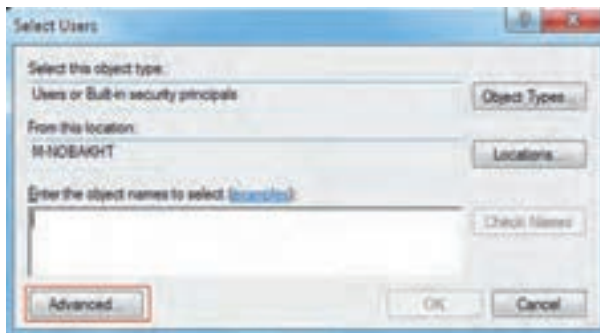 Select Users
Select this object type:
Users or Built-in security principals
Object Types...
From this location:
M-NOBAKHT
Locations...
Enter the object names to select (examples):
Check Names
Advanced...
OK
Cancel